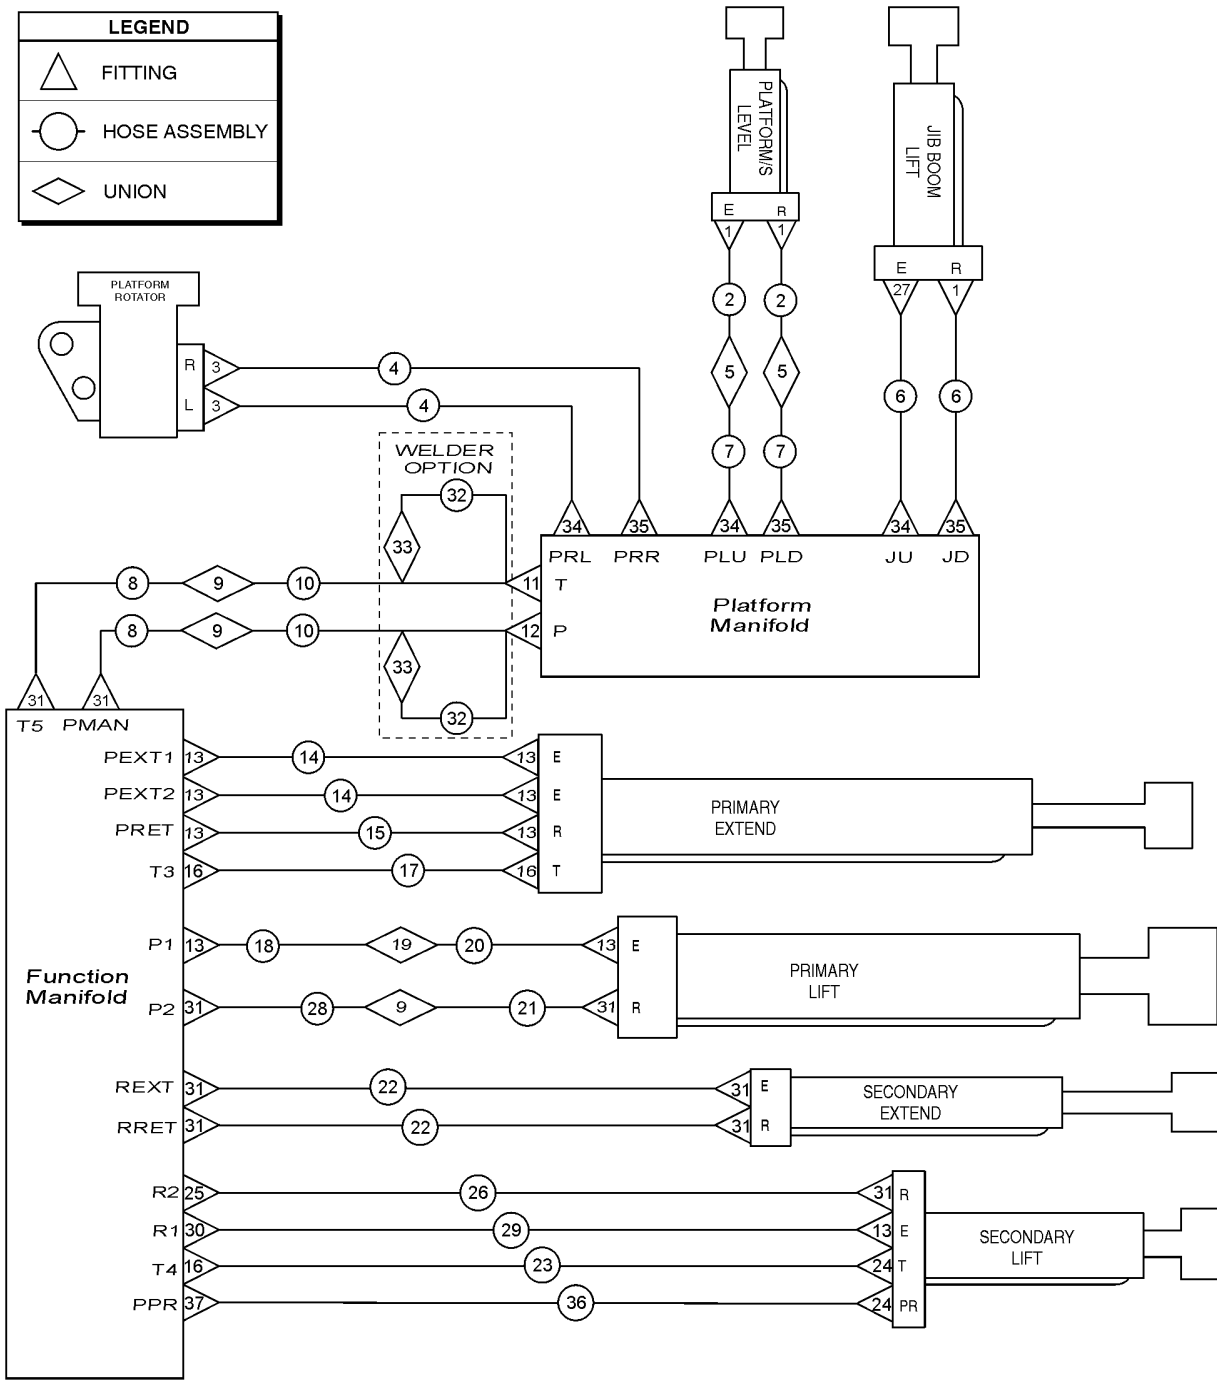 LEGEND
FITTING
HOSE ASSEMBLY
UNION
PLATFORM/S
LEVEL
E R
1 1
2 2
5 5
7 7
34 35
PLU PLD
JIB BOOM
LIFT
E R
27 1
6 6
34 35
JU JD
PLATFORM
ROTATOR
R 3 4
L 3 4
34 35
PRL PRR
WELDER
OPTION
32
33
8 9 10 11 T
8 9 10 12 P
33
32
Platform
Manifold
31 31
T5 PMAN
PEXT1 13 14 13 E
PEXT2 13 14 13 E
PRET 13 15 13 R
T3 16 17 16 T
PRIMARY
EXTEND
P1 13 18 19 20 13 E
Function
Manifold
P2 31 28 9 21 31 R
PRIMARY
LIFT
REXT 31 22 31 E
RRET 31 22 31 R
SECONDARY
EXTEND
R2 25 26 31 R
R1 30 29 13 E
T4 16 23 24 T
PPR 37 36 24 PR
SECONDARY
LIFT